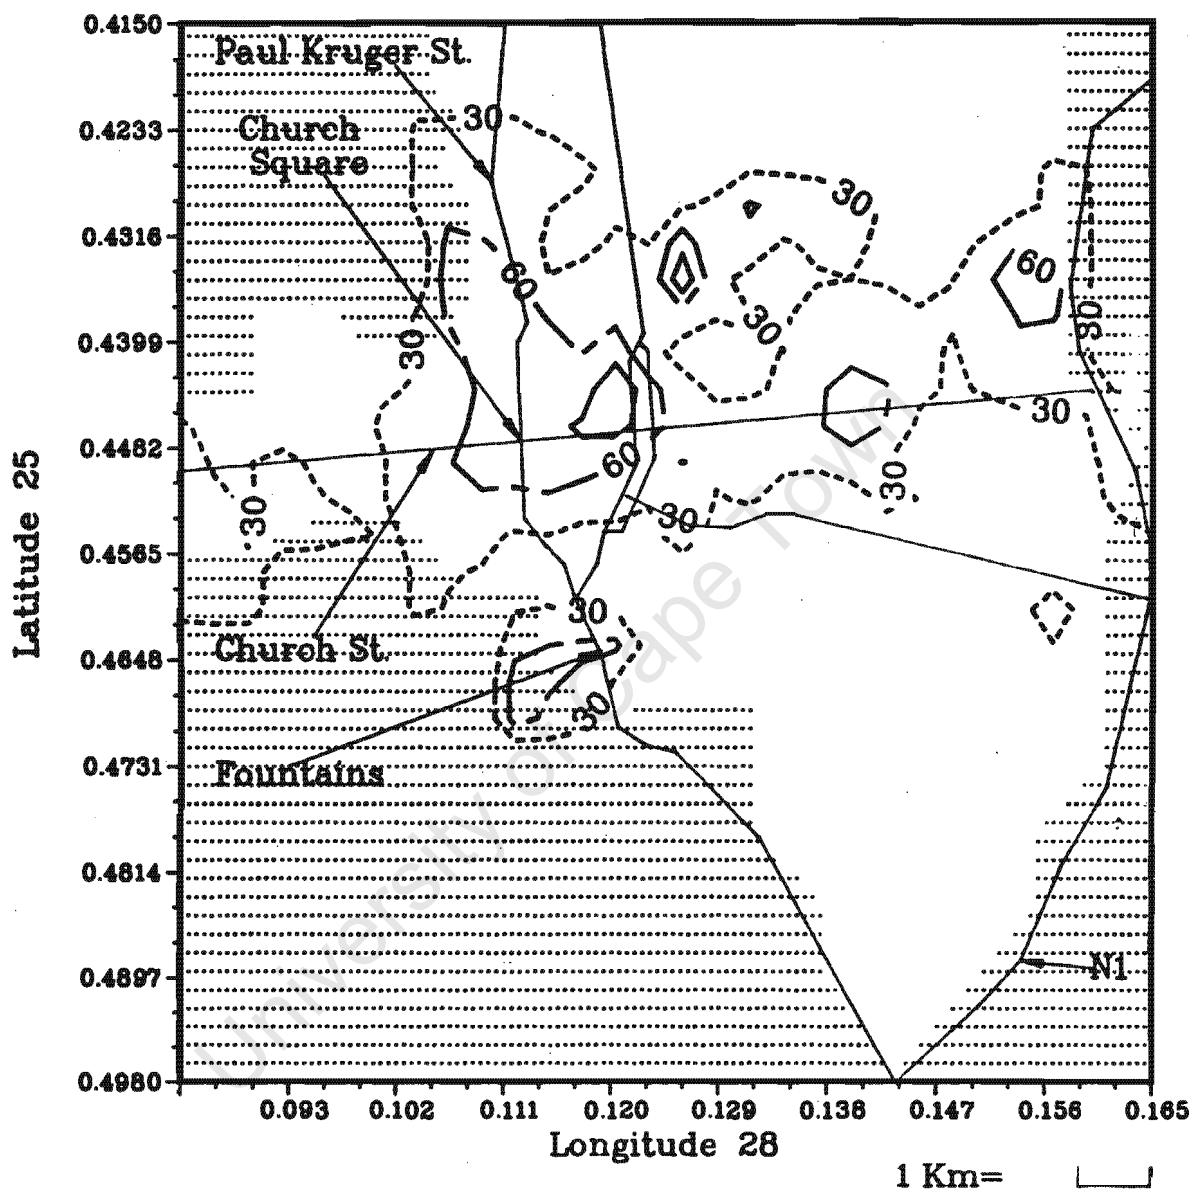 0.4150
Paul Kruger St.
30
0.4233
Church
Square
30
0.4316
60
60
30
30
30
0.4399
30
0.4482
60
30
30
30
30
Latitude 25
0.4565
30
Church St.
0.4648
30
Fountains
0.4731
0.4814
0.4897
N1
0.4980
0.093 0.102 0.111 0.120 0.129 0.138 0.147 0.156 0.165
Longitude 28
1 Km=
University of Cape Town